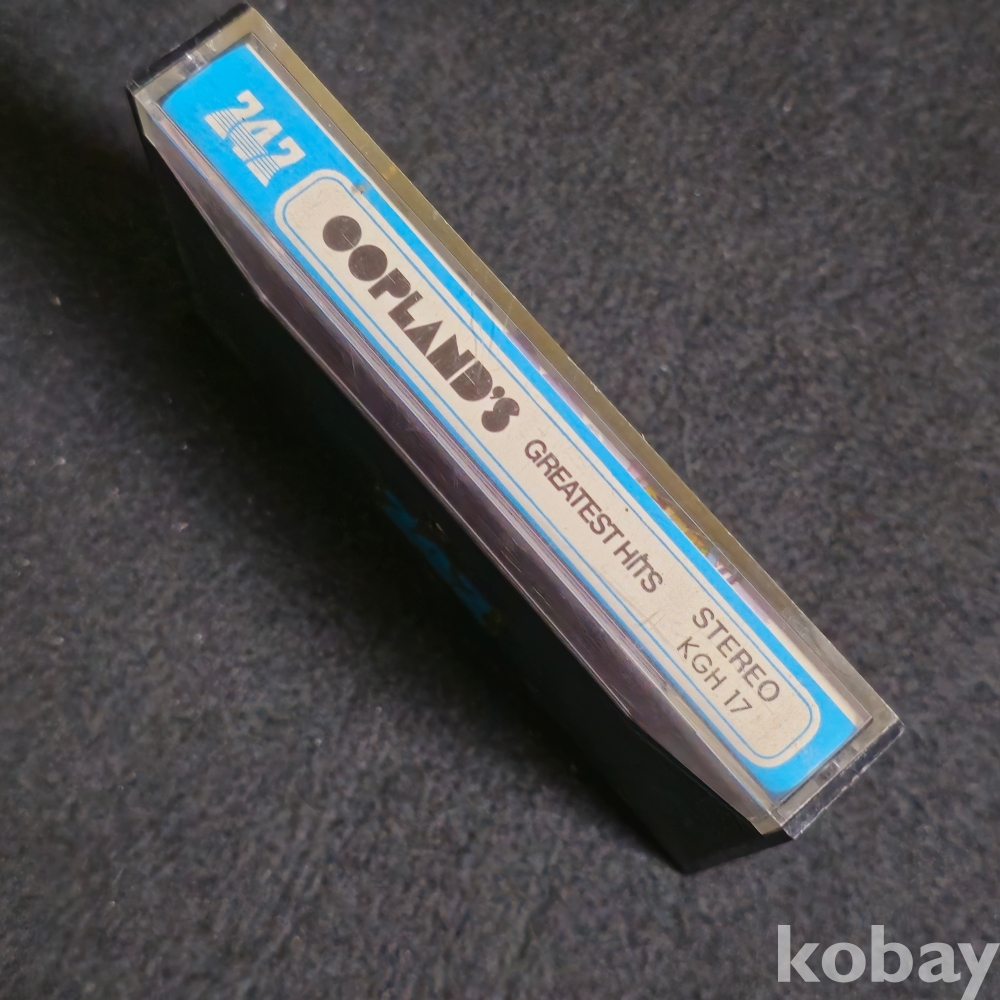 242
COPLAND'S
GREATEST HITS
STEREO
KGH 17
kobay